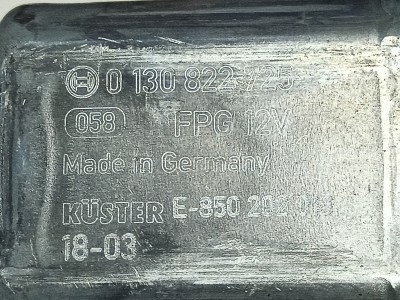 0 130 822
058 FPG 12V
Made in Germany
KÜSTER E-850
18-03